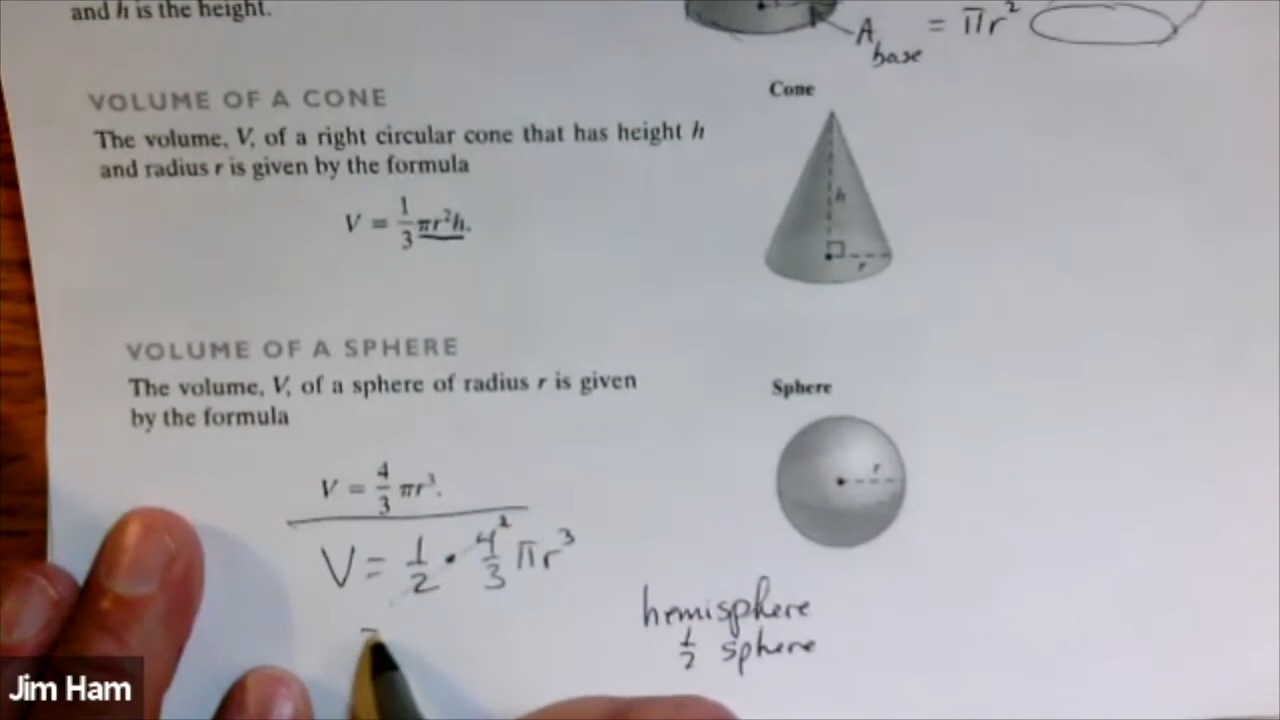 and h is the height.
A base = πr²
VOLUME OF A CONE
Cone
The volume, V, of a right circular cone that has height h
and radius r is given by the formula
h
V = 1/3 πr²h.
r
VOLUME OF A SPHERE
The volume, V, of a sphere of radius r is given
Sphere
by the formula
r
V = 4/3 πr³.
V = 1/2 · 4²/3 πr³
hemisphere
1/2 sphere
=
Jim Ham